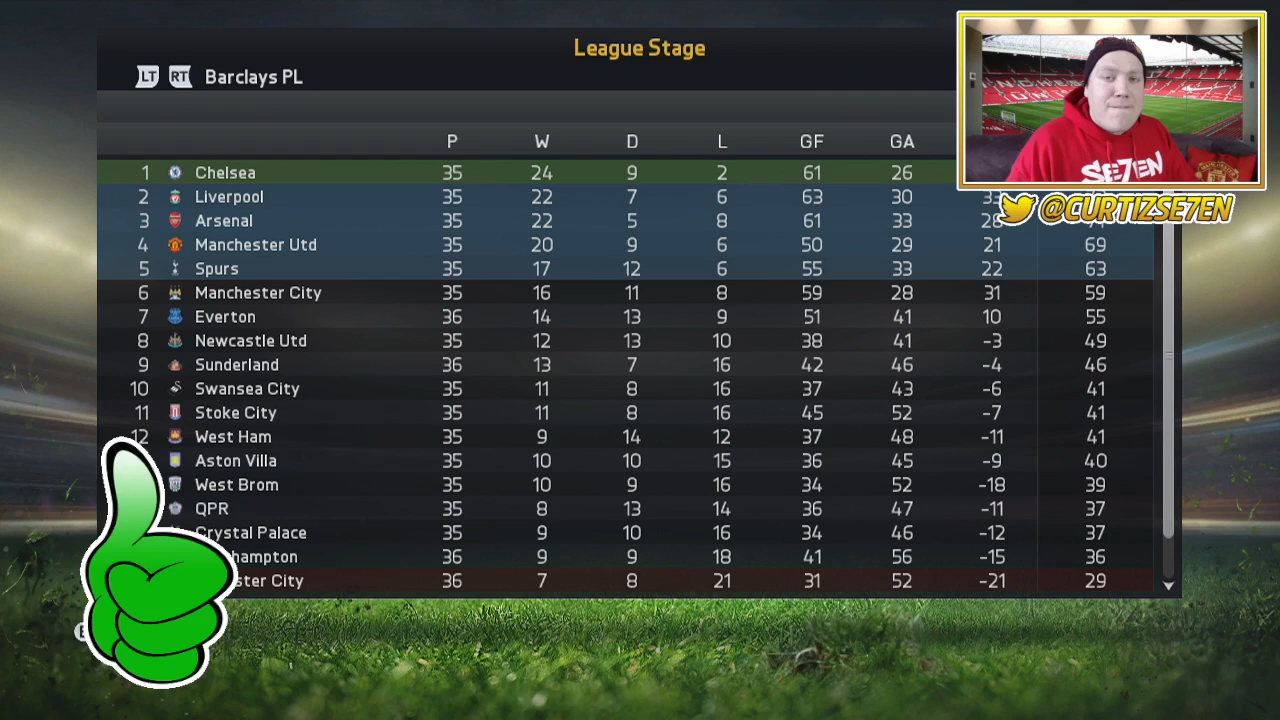 League Stage
LT RT Barclays PL
P W D L GF GA
1 Chelsea 35 24 9 2 61 26
2 Liverpool 35 22 7 6 63 30 33
3 Arsenal 35 22 5 8 61 33 28 71
4 Manchester Utd 35 20 9 6 50 29 21 69
5 Spurs 35 17 12 6 55 33 22 63
6 Manchester City 35 16 11 8 59 28 31 59
7 Everton 36 14 13 9 51 41 10 55
8 Newcastle Utd 35 12 13 10 38 41 -3 49
9 Sunderland 36 13 7 16 42 46 -4 46
10 Swansea City 35 11 8 16 37 43 -6 41
11 Stoke City 35 11 8 16 45 52 -7 41
12 West Ham 35 9 14 12 37 48 -11 41
Aston Villa 35 10 10 15 36 45 -9 40
West Brom 35 10 9 16 34 52 -18 39
QPR 35 8 13 14 36 47 -11 37
Crystal Palace 35 9 10 16 34 46 -12 37
hampton 36 9 9 18 41 56 -15 36
ster City 36 7 8 21 31 52 -21 29
SE7EN
@CURTIZSE7EN